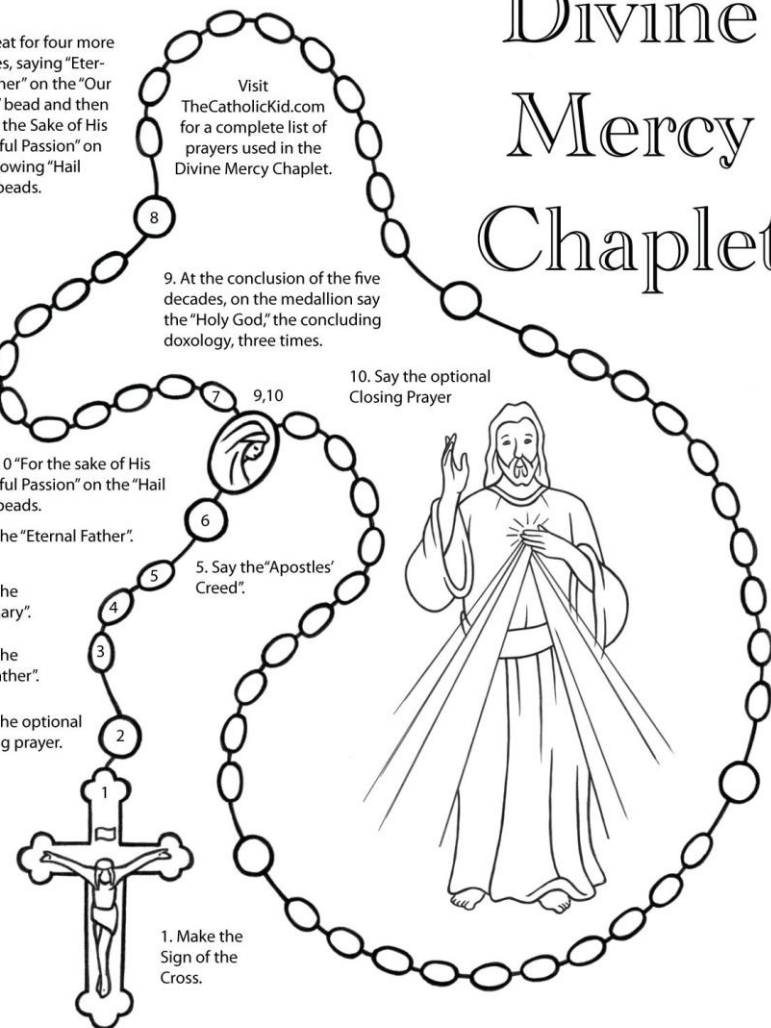 Divine
Mercy
Chaplet
eat for four more
es, saying “Eter-
her” on the “Our
” bead and then
the Sake of His
ful Passion” on
owing “Hail
beads.
Visit
TheCatholicKid.com
for a complete list of
prayers used in the
Divine Mercy Chaplet.
8
9. At the conclusion of the five
decades, on the medallion say
the “Holy God,” the concluding
doxology, three times.
10. Say the optional
Closing Prayer
7
9,10
0 “For the sake of His
ful Passion” on the “Hail
beads.
6
he “Eternal Father”.
5
5. Say the“Apostles’
Creed”.
he
ary”.
4
3
he
ather”.
he optional
g prayer.
2
1
1. Make the
Sign of the
Cross.